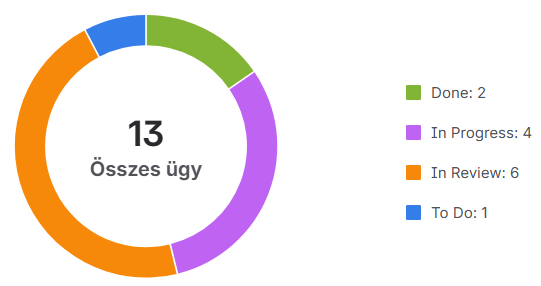 13
Összes ügy
Done: 2
In Progress: 4
In Review: 6
To Do: 1